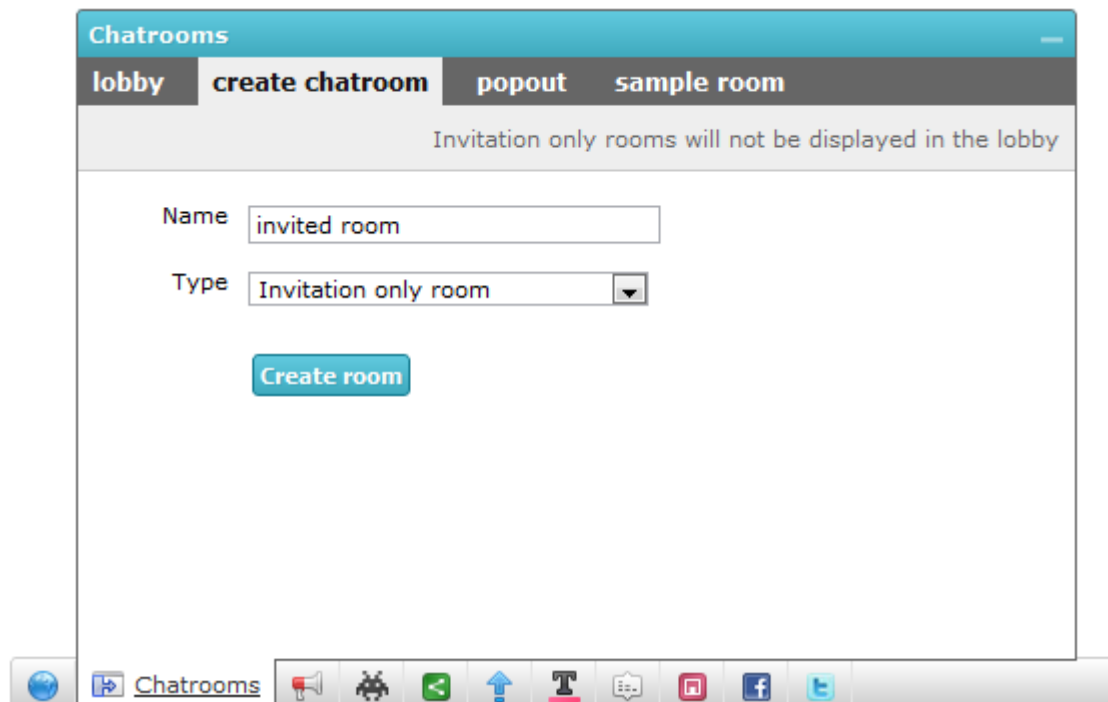 Chatrooms
lobby create chatroom popout sample room
Invitation only rooms will not be displayed in the lobby
Name invited room
Type Invitation only room
Create room
Chatrooms